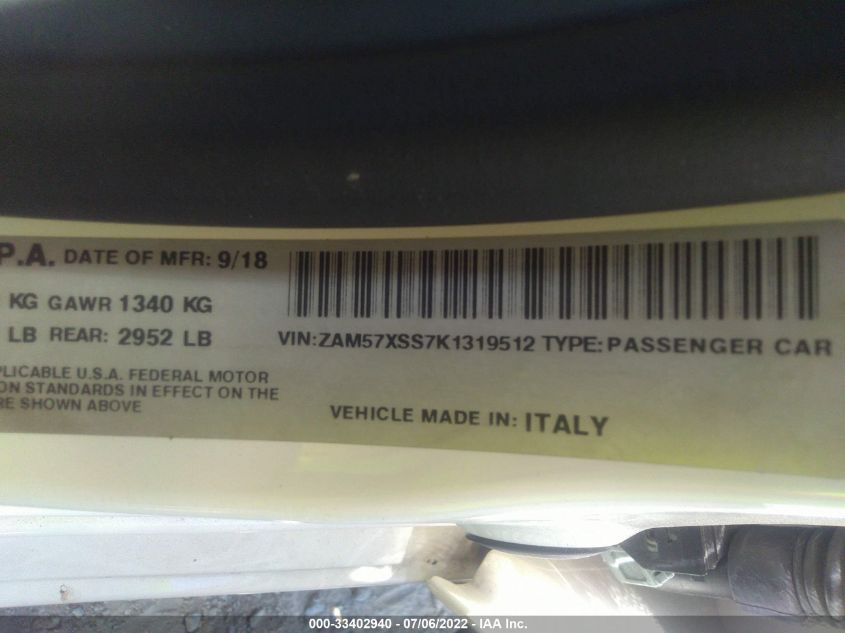 P.A. DATE OF MFR: 9/18
KG GAWR 1340 KG
LB REAR: 2952 LB
VIN:ZAM57XSS7K1319512 TYPE:PASSENGER CAR
PLICABLE U.S.A. FEDERAL MOTOR
ON STANDARDS IN EFFECT ON THE
RE SHOWN ABOVE
VEHICLE MADE IN: ITALY
000-33402940 - 07/06/2022 - IAA Inc.